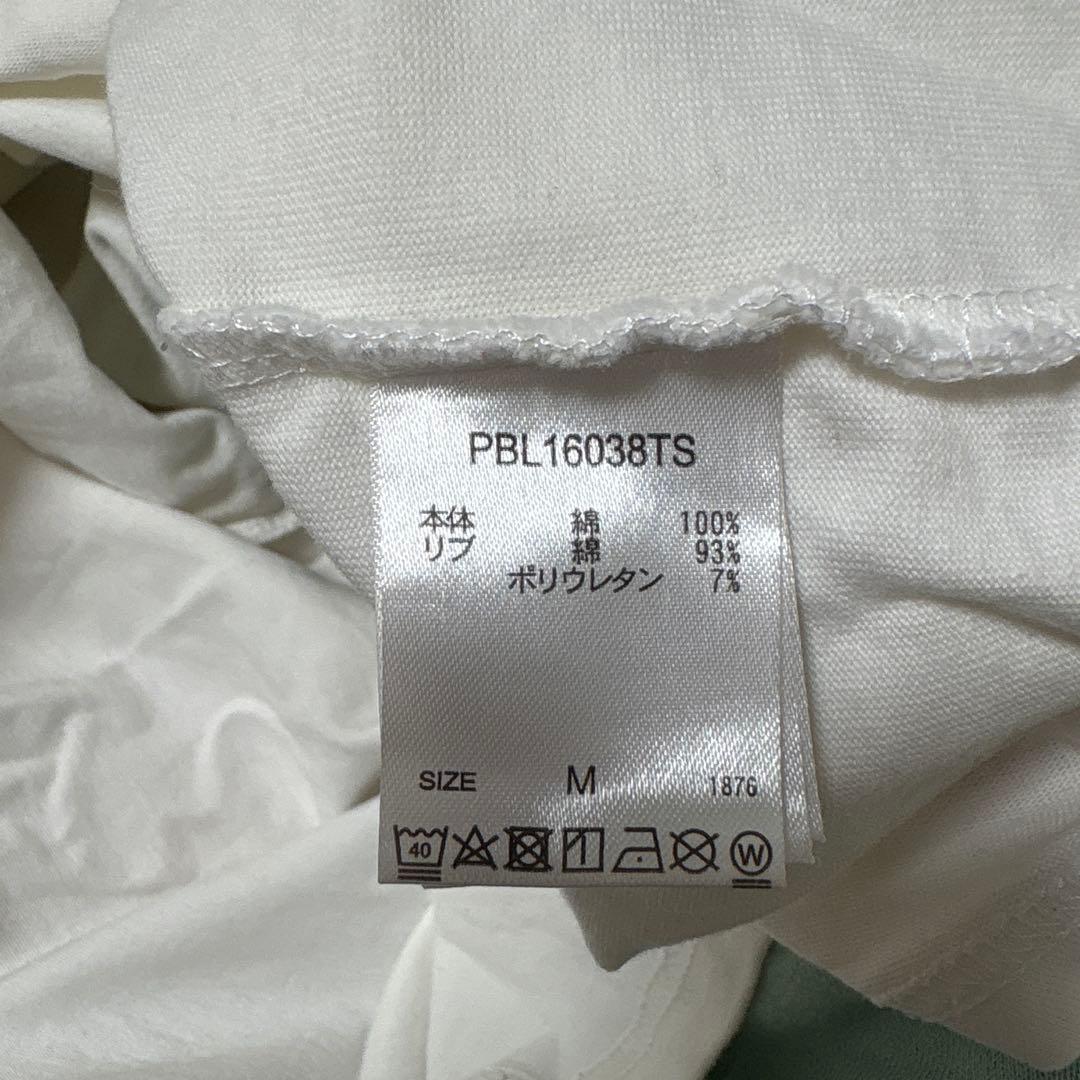 PBL16038TS
本体 綿 100%
リブ 綿 93%
ポリウレタン 7%
SIZE M 1876
40 W